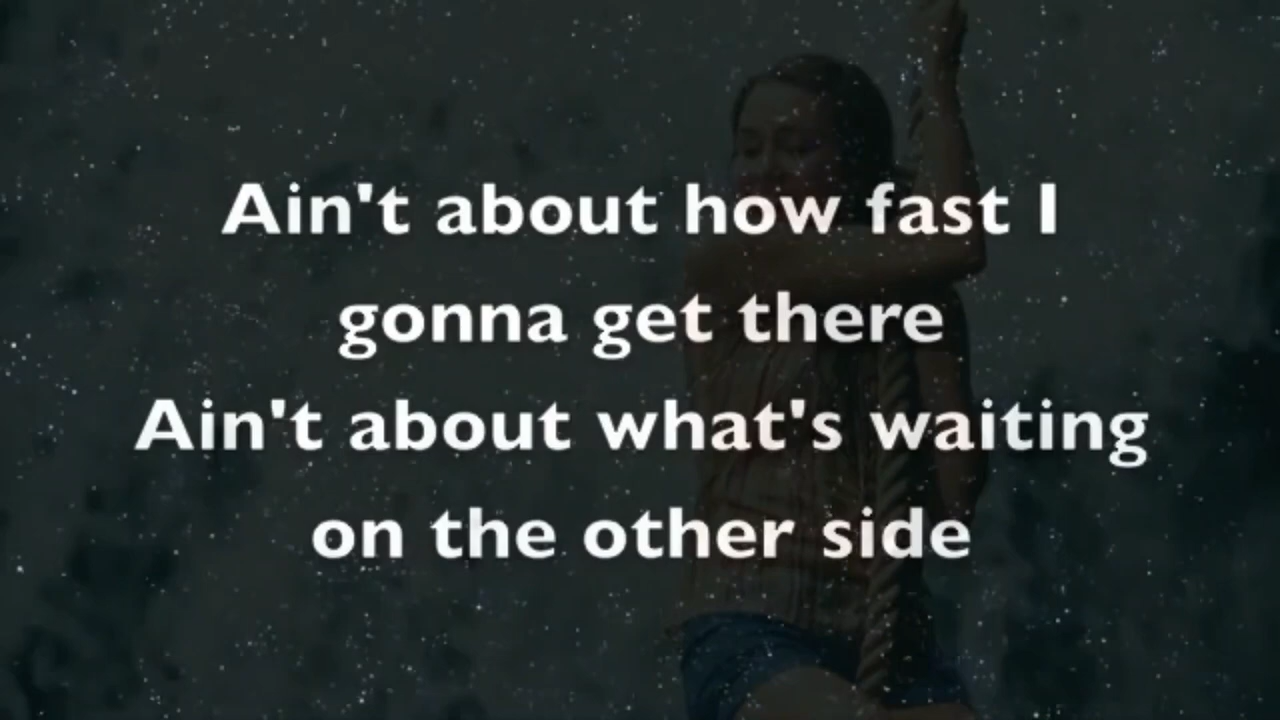 Ain't about how fast I
gonna get there
Ain't about what's waiting
on the other side